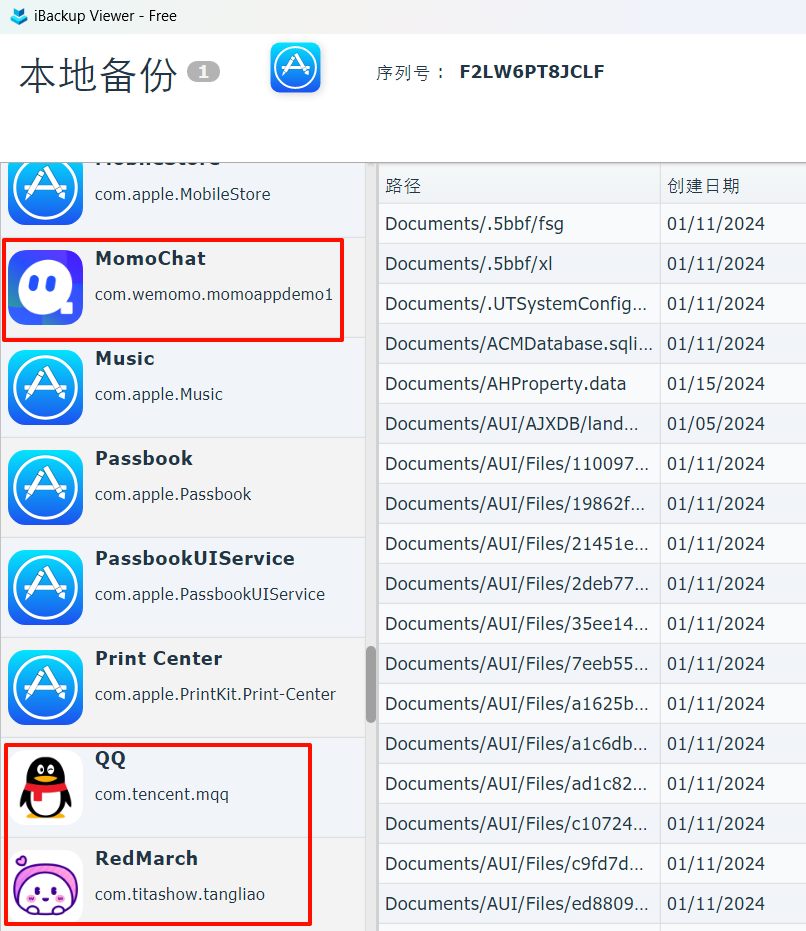 iBackup Viewer - Free
本地备份 1
序列号： F2LW6PT8JCLF
MobileStore
com.apple.MobileStore
MomoChat
com.wemomo.momoappdemo1
Music
com.apple.Music
Passbook
com.apple.Passbook
PassbookUIService
com.apple.PassbookUIService
Print Center
com.apple.PrintKit.Print-Center
QQ
com.tencent.mqq
RedMarch
com.titashow.tangliao
路径 创建日期
Documents/.5bbf/fsg 01/11/2024
Documents/.5bbf/xl 01/11/2024
Documents/.UTSystemConfig... 01/11/2024
Documents/ACMDatabase.sqli... 01/11/2024
Documents/AHProperty.data 01/15/2024
Documents/AUI/AJXDB/land... 01/05/2024
Documents/AUI/Files/110097... 01/11/2024
Documents/AUI/Files/19862f... 01/11/2024
Documents/AUI/Files/21451e... 01/11/2024
Documents/AUI/Files/2deb77... 01/11/2024
Documents/AUI/Files/35ee14... 01/11/2024
Documents/AUI/Files/7eeb55... 01/11/2024
Documents/AUI/Files/a1625b... 01/11/2024
Documents/AUI/Files/a1c6db... 01/11/2024
Documents/AUI/Files/ad1c82... 01/11/2024
Documents/AUI/Files/c10724... 01/11/2024
Documents/AUI/Files/c9fd7d... 01/11/2024
Documents/AUI/Files/ed8809... 01/11/2024